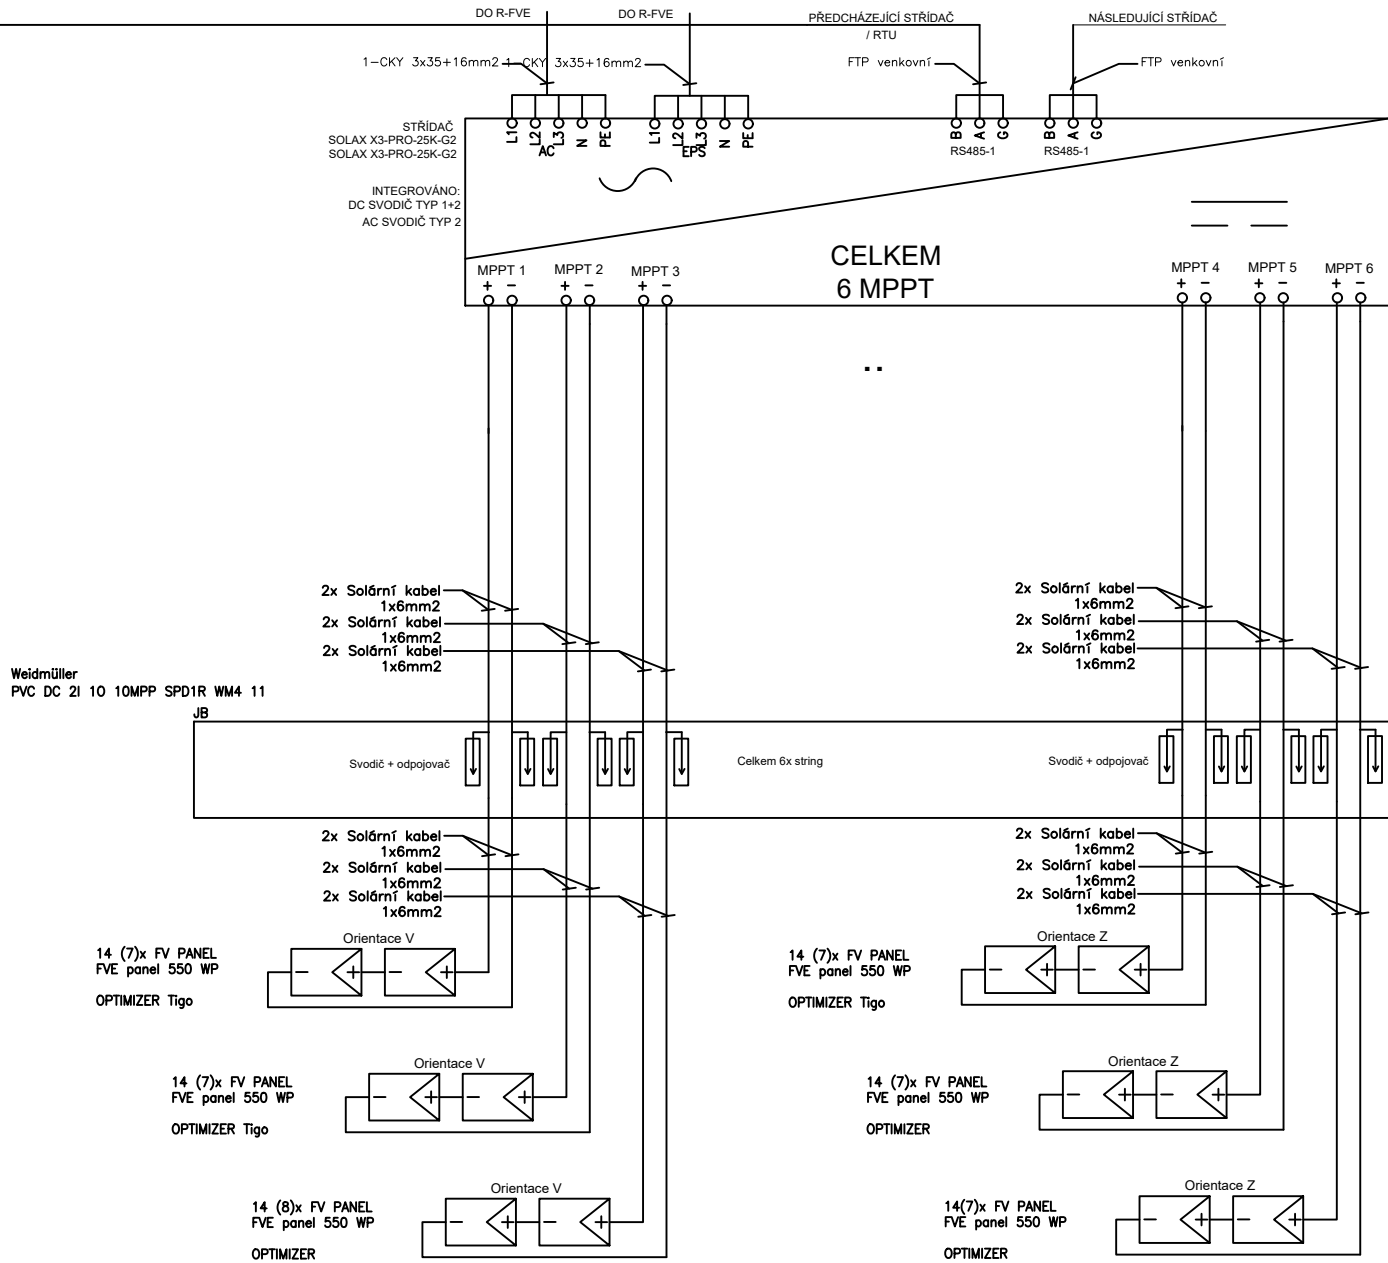 DO R-FVE
DO R-FVE
PŘEDCHÁZEJÍCÍ STŘÍDAČ
/ RTU
NÁSLEDUJÍCÍ STŘÍDAČ
1-CKY 3x35+16mm2
1-CKY 3x35+16mm2
FTP venkovní
FTP venkovní
STŘÍDAČ
SOLAX X3-PRO-25K-G2
SOLAX X3-PRO-25K-G2
L1
L2
L3
N
PE
AC
L1
L2
L3
N
PE
EPS
B
A
G
RS485-1
B
A
G
RS485-1
INTEGROVÁNO:
DC SVODIČ TYP 1+2
AC SVODIČ TYP 2
CELKEM
6 MPPT
MPPT 1
+ -
MPPT 2
+ -
MPPT 3
+ -
MPPT 4
+ -
MPPT 5
+ -
MPPT 6
+ -
..
2x Solární kabel
1x6mm2
2x Solární kabel
1x6mm2
2x Solární kabel
1x6mm2
2x Solární kabel
1x6mm2
2x Solární kabel
1x6mm2
2x Solární kabel
1x6mm2
Weidmüller
PVC DC 2I 1O 10MPP SPD1R WM4 11
JB
Svodič + odpojovač
Celkem 6x string
Svodič + odpojovač
2x Solární kabel
1x6mm2
2x Solární kabel
1x6mm2
2x Solární kabel
1x6mm2
2x Solární kabel
1x6mm2
2x Solární kabel
1x6mm2
2x Solární kabel
1x6mm2
Orientace V
14 (7)x FV PANEL
FVE panel 550 WP
OPTIMIZER Tigo
- + - +
Orientace Z
14 (7)x FV PANEL
FVE panel 550 WP
OPTIMIZER Tigo
- + - +
Orientace V
14 (7)x FV PANEL
FVE panel 550 WP
OPTIMIZER Tigo
- + - +
Orientace Z
14 (7)x FV PANEL
FVE panel 550 WP
OPTIMIZER
- + - +
Orientace V
14 (8)x FV PANEL
FVE panel 550 WP
OPTIMIZER
- + - +
Orientace Z
14(7)x FV PANEL
FVE panel 550 WP
OPTIMIZER
- + - +